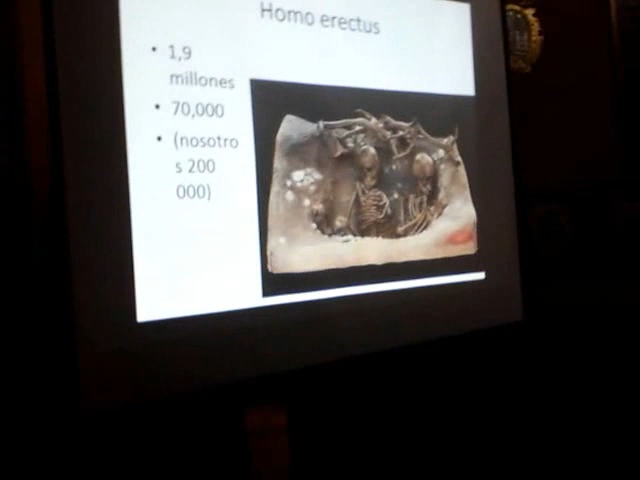 Homo erectus
• 1,9
millones
• 70,000
• (nosotro
s 200
000)